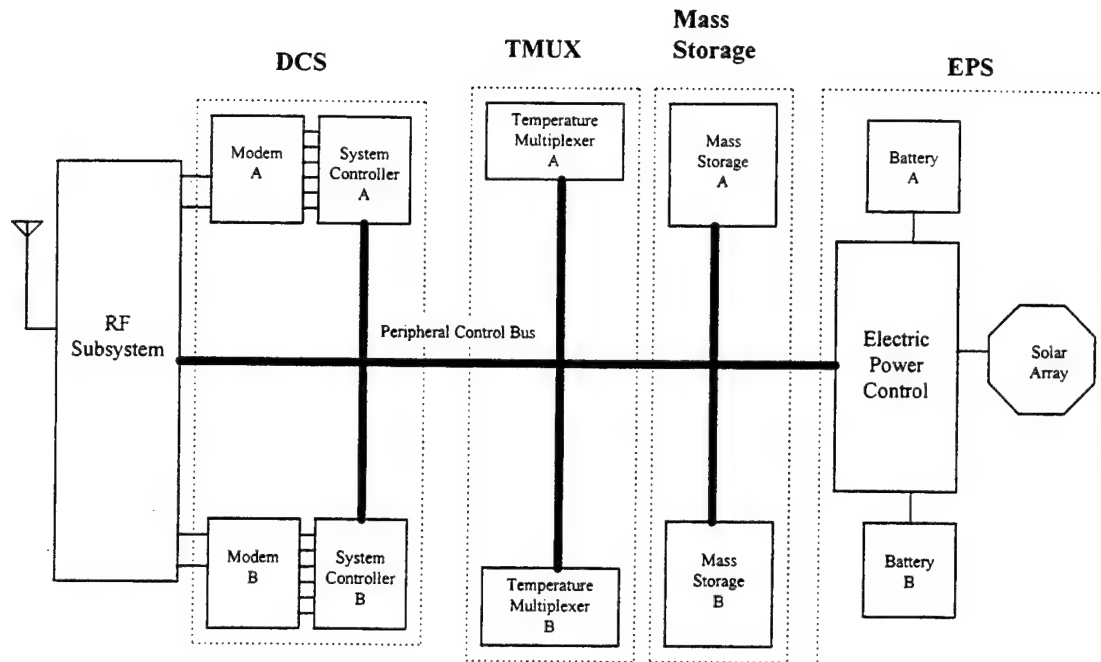 DCS
TMUX
Mass
Storage
EPS
Modem
A
System
Controller
A
Temperature
Multiplexer
A
Mass
Storage
A
Battery
A
RF
Subsystem
Peripheral Control Bus
Electric
Power
Control
Solar
Array
Modem
B
System
Controller
B
Temperature
Multiplexer
B
Mass
Storage
B
Battery
B